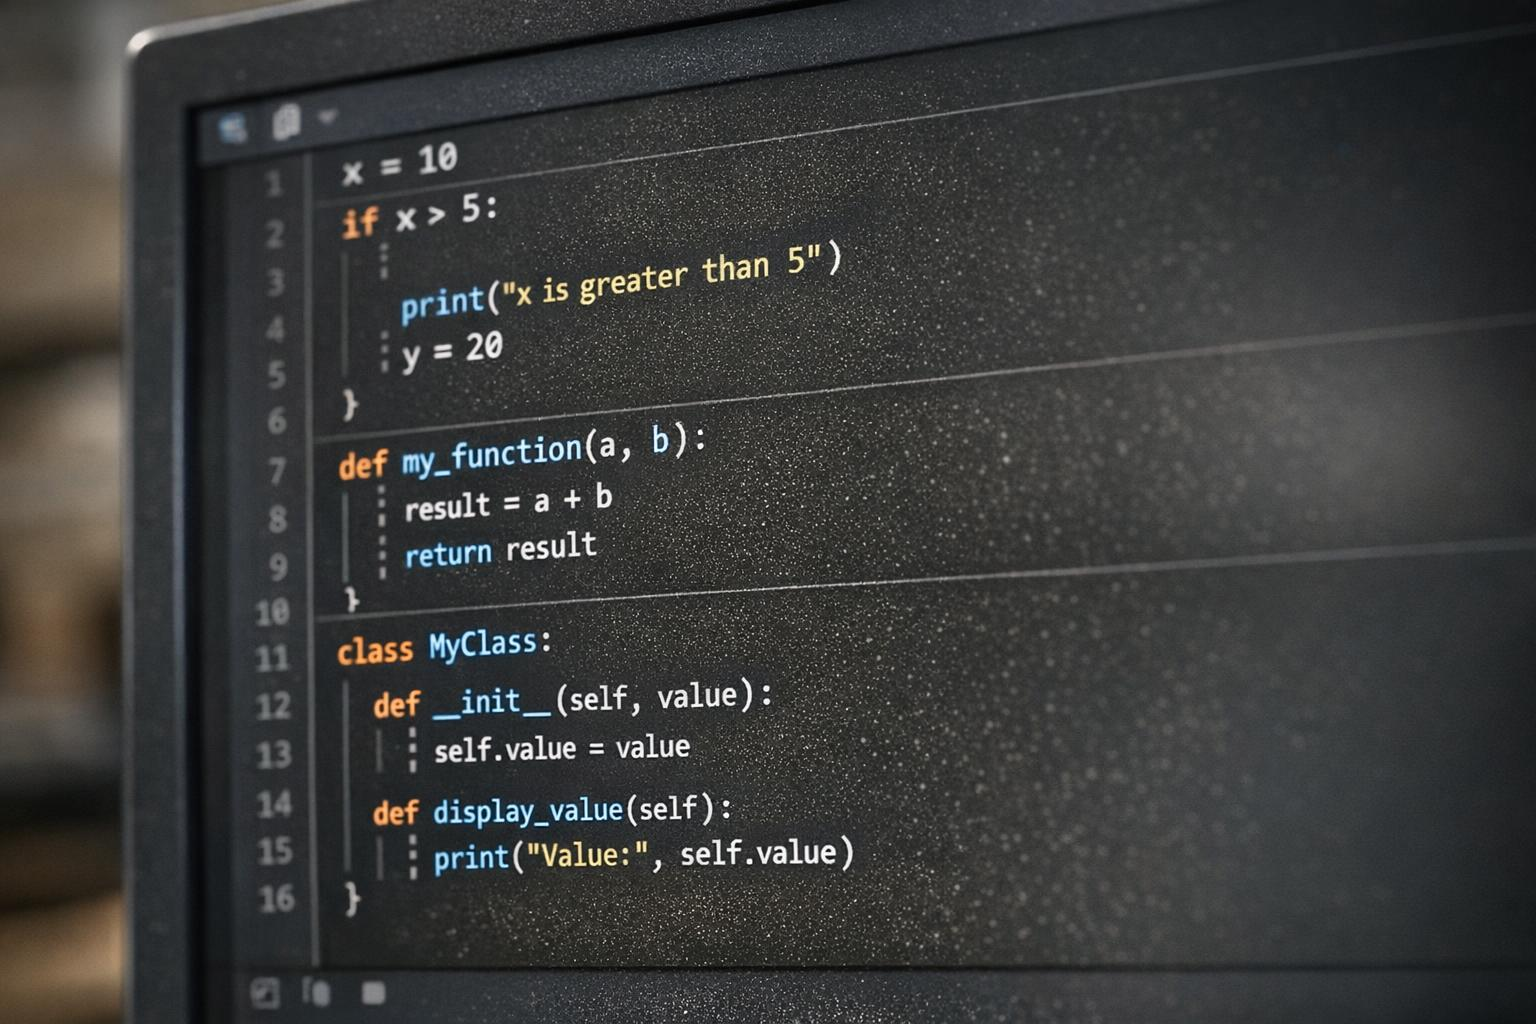 1 x = 10
2 if x > 5:
3
4 print("x is greater than 5")
5 y = 20
6 }
7 def my_function(a, b):
8 result = a + b
9 return result
10 }
11 class MyClass:
12 def __init__(self, value):
13 self.value = value
14 def display_value(self):
15 print("Value:", self.value)
16 }